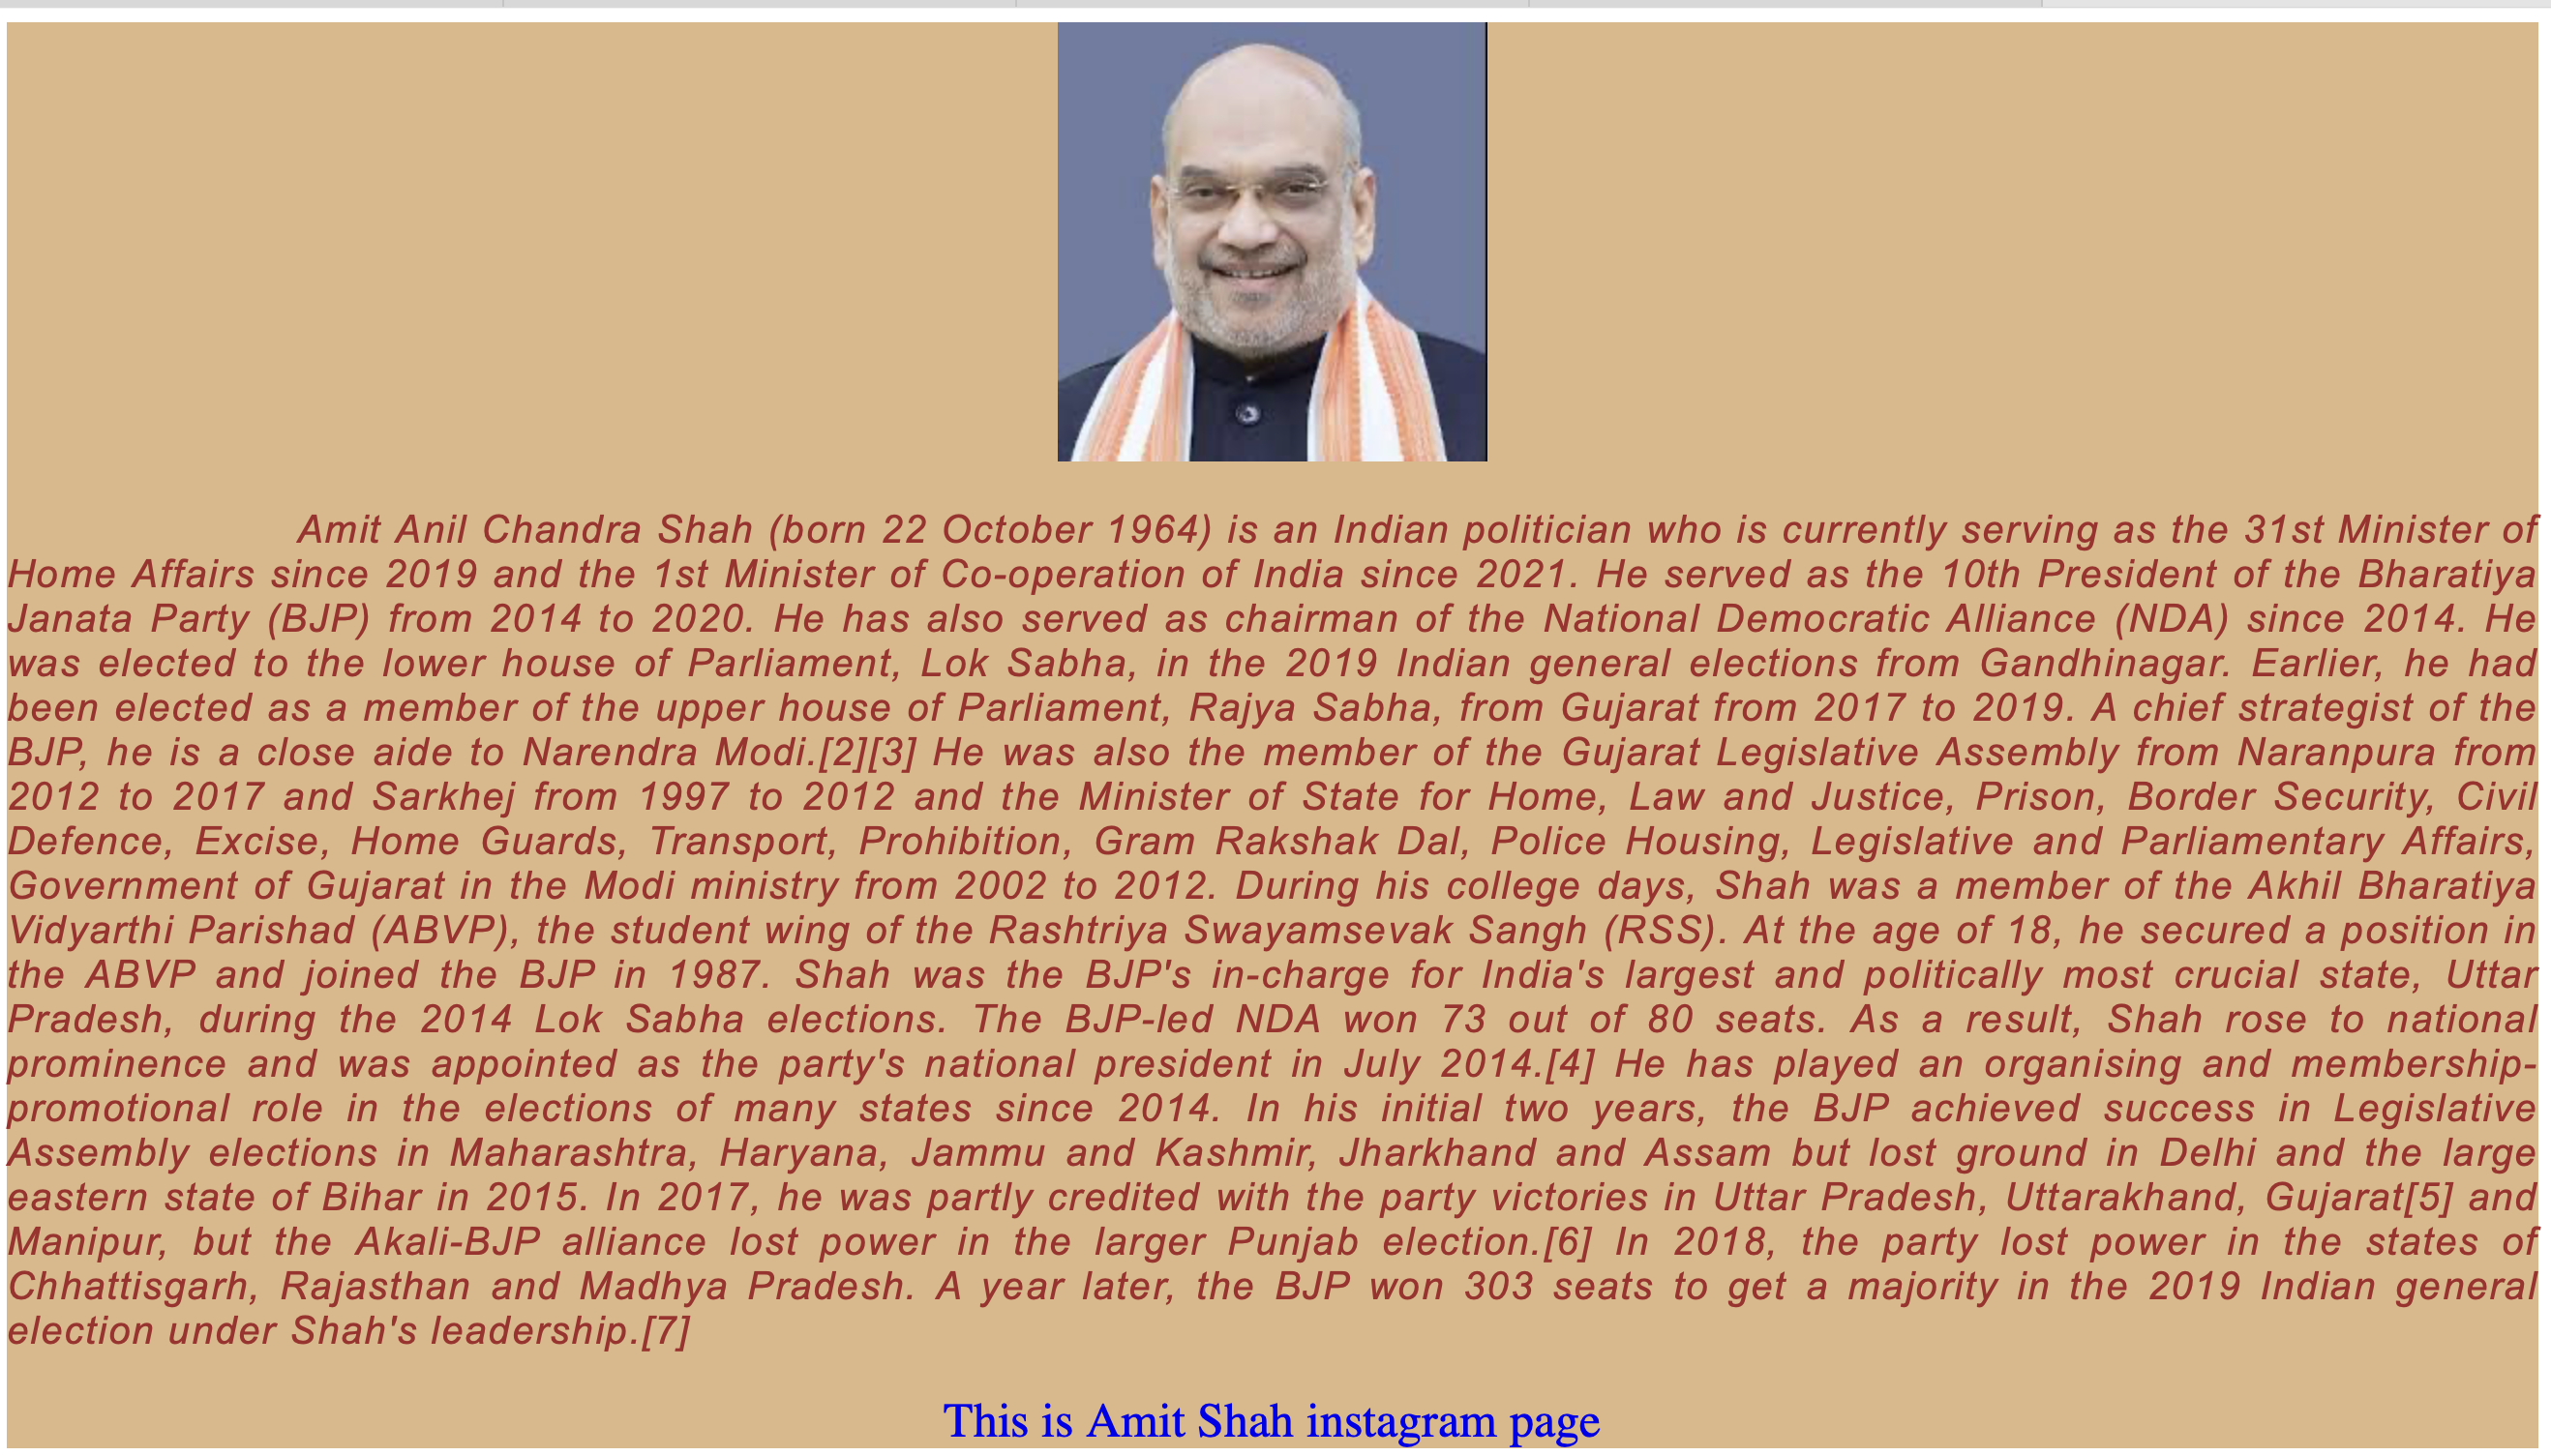 Amit Anil Chandra Shah (born 22 October 1964) is an Indian politician who is currently serving as the 31st Minister of
Home Affairs since 2019 and the 1st Minister of Co-operation of India since 2021. He served as the 10th President of the Bharatiya
Janata Party (BJP) from 2014 to 2020. He has also served as chairman of the National Democratic Alliance (NDA) since 2014. He
was elected to the lower house of Parliament, Lok Sabha, in the 2019 Indian general elections from Gandhinagar. Earlier, he had
been elected as a member of the upper house of Parliament, Rajya Sabha, from Gujarat from 2017 to 2019. A chief strategist of the
BJP, he is a close aide to Narendra Modi.[2][3] He was also the member of the Gujarat Legislative Assembly from Naranpura from
2012 to 2017 and Sarkhej from 1997 to 2012 and the Minister of State for Home, Law and Justice, Prison, Border Security, Civil
Defence, Excise, Home Guards, Transport, Prohibition, Gram Rakshak Dal, Police Housing, Legislative and Parliamentary Affairs,
Government of Gujarat in the Modi ministry from 2002 to 2012. During his college days, Shah was a member of the Akhil Bharatiya
Vidyarthi Parishad (ABVP), the student wing of the Rashtriya Swayamsevak Sangh (RSS). At the age of 18, he secured a position in
the ABVP and joined the BJP in 1987. Shah was the BJP's in-charge for India's largest and politically most crucial state, Uttar
Pradesh, during the 2014 Lok Sabha elections. The BJP-led NDA won 73 out of 80 seats. As a result, Shah rose to national
prominence and was appointed as the party's national president in July 2014.[4] He has played an organising and membership-
promotional role in the elections of many states since 2014. In his initial two years, the BJP achieved success in Legislative
Assembly elections in Maharashtra, Haryana, Jammu and Kashmir, Jharkhand and Assam but lost ground in Delhi and the large
eastern state of Bihar in 2015. In 2017, he was partly credited with the party victories in Uttar Pradesh, Uttarakhand, Gujarat[5] and
Manipur, but the Akali-BJP alliance lost power in the larger Punjab election.[6] In 2018, the party lost power in the states of
Chhattisgarh, Rajasthan and Madhya Pradesh. A year later, the BJP won 303 seats to get a majority in the 2019 Indian general
election under Shah's leadership.[7]
This is Amit Shah instagram page